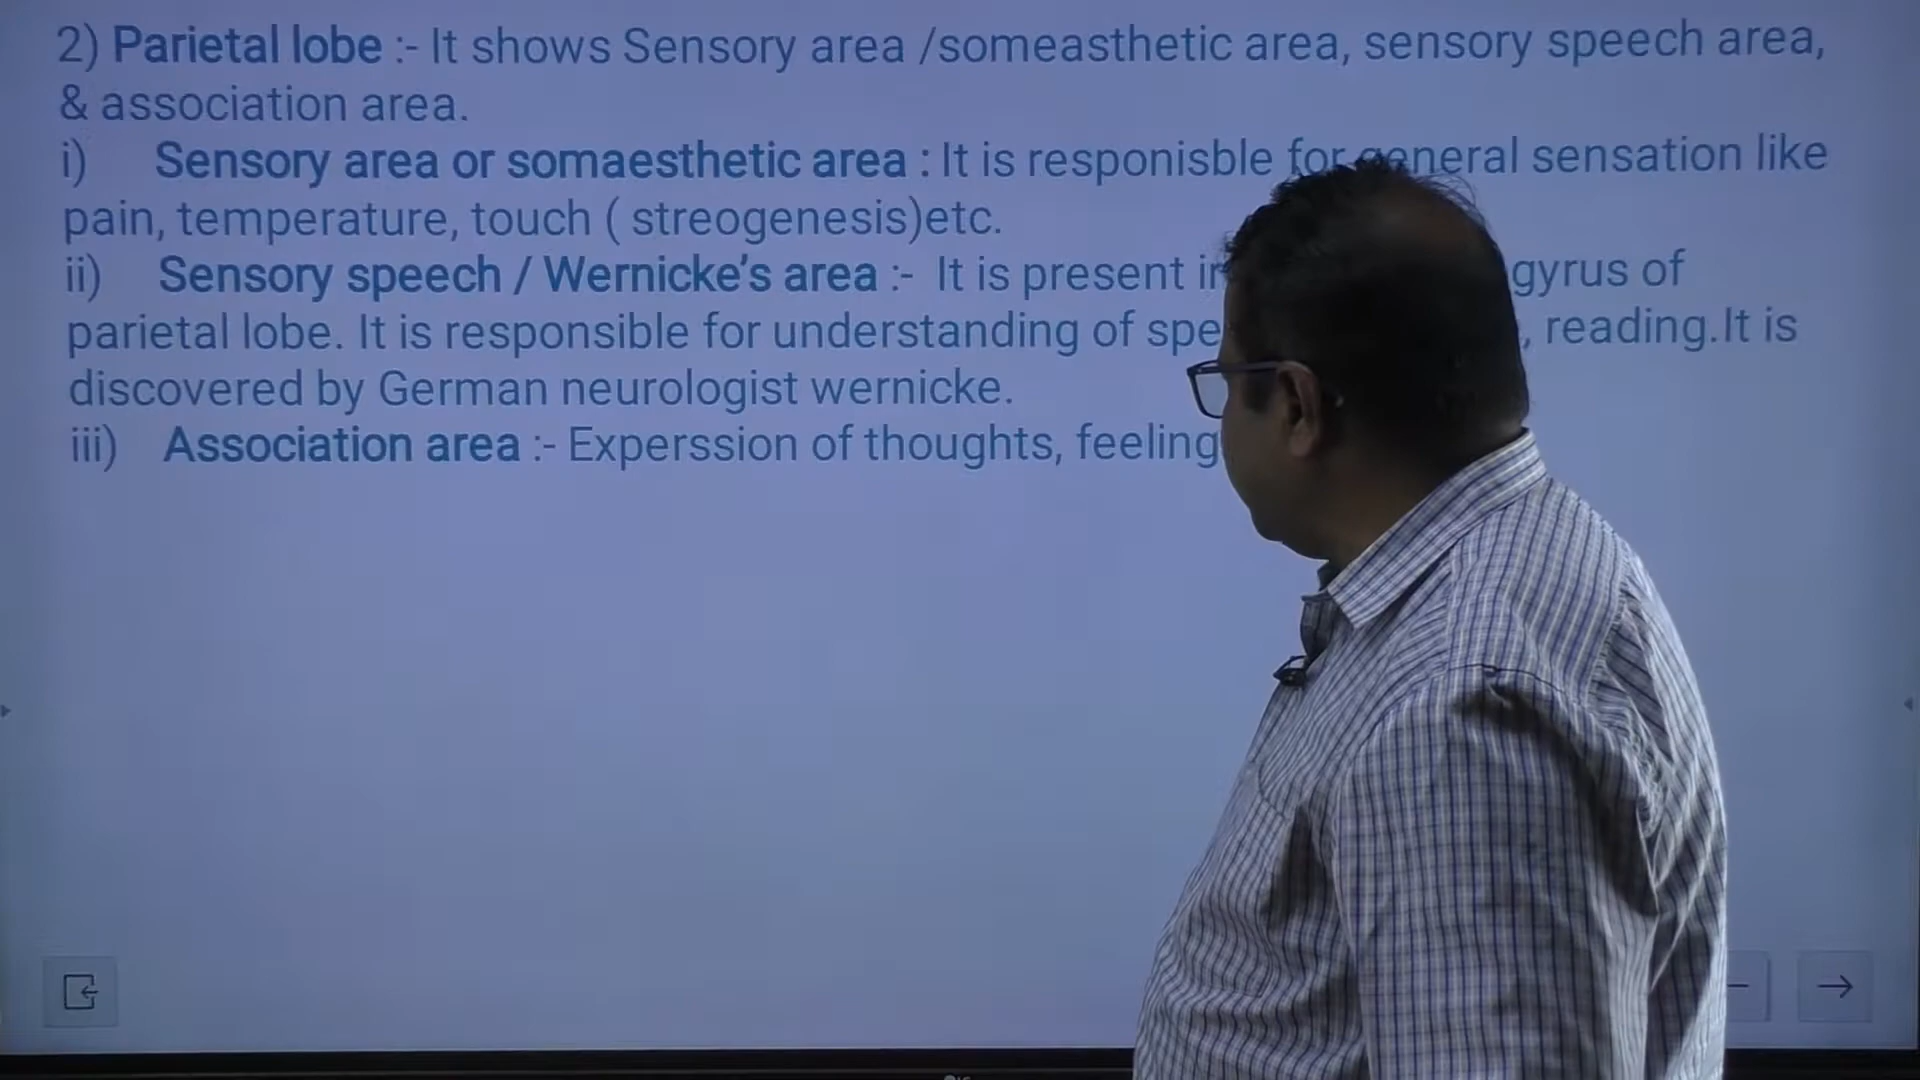 2) Parietal lobe :- It shows Sensory area /someasthetic area, sensory speech area,
& association area.
i) Sensory area or somaesthetic area : It is responisble for general sensation like
pain, temperature, touch ( streogenesis)etc.
ii) Sensory speech / Wernicke's area :- It is present gyrus of
parietal lobe. It is responsible for understanding of , reading.It is
discovered by German neurologist wernicke.
iii) Association area :- Experssion of thoughts, feeling